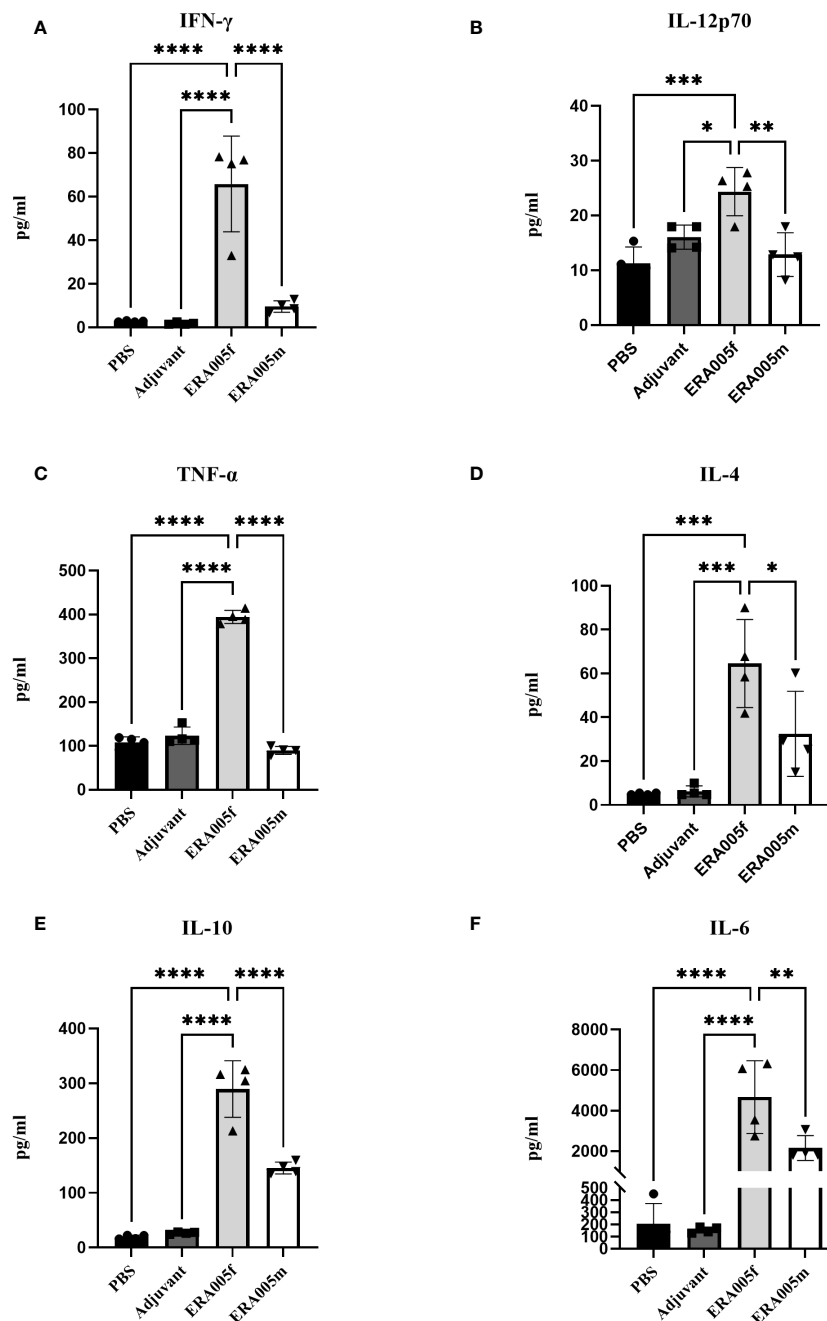 A
IFN-γ
**** ****
****
100
80
60
40
20
0
pg/ml
PBS
Adjuvant
ERA005f
ERA005m
B
IL-12p70
***
* **
40
30
20
10
0
pg/ml
PBS
Adjuvant
ERA005f
ERA005m
C
TNF-α
**** ****
****
500
400
300
200
100
0
pg/ml
PBS
Adjuvant
ERA005f
ERA005m
D
IL-4
***
*** *
100
80
60
40
20
0
pg/ml
PBS
Adjuvant
ERA005f
ERA005m
E
IL-10
**** ****
****
400
300
200
100
0
pg/ml
PBS
Adjuvant
ERA005f
ERA005m
F
IL-6
**** **
****
8000
6000
4000
2000
500
400
300
200
100
0
pg/ml
PBS
Adjuvant
ERA005f
ERA005m